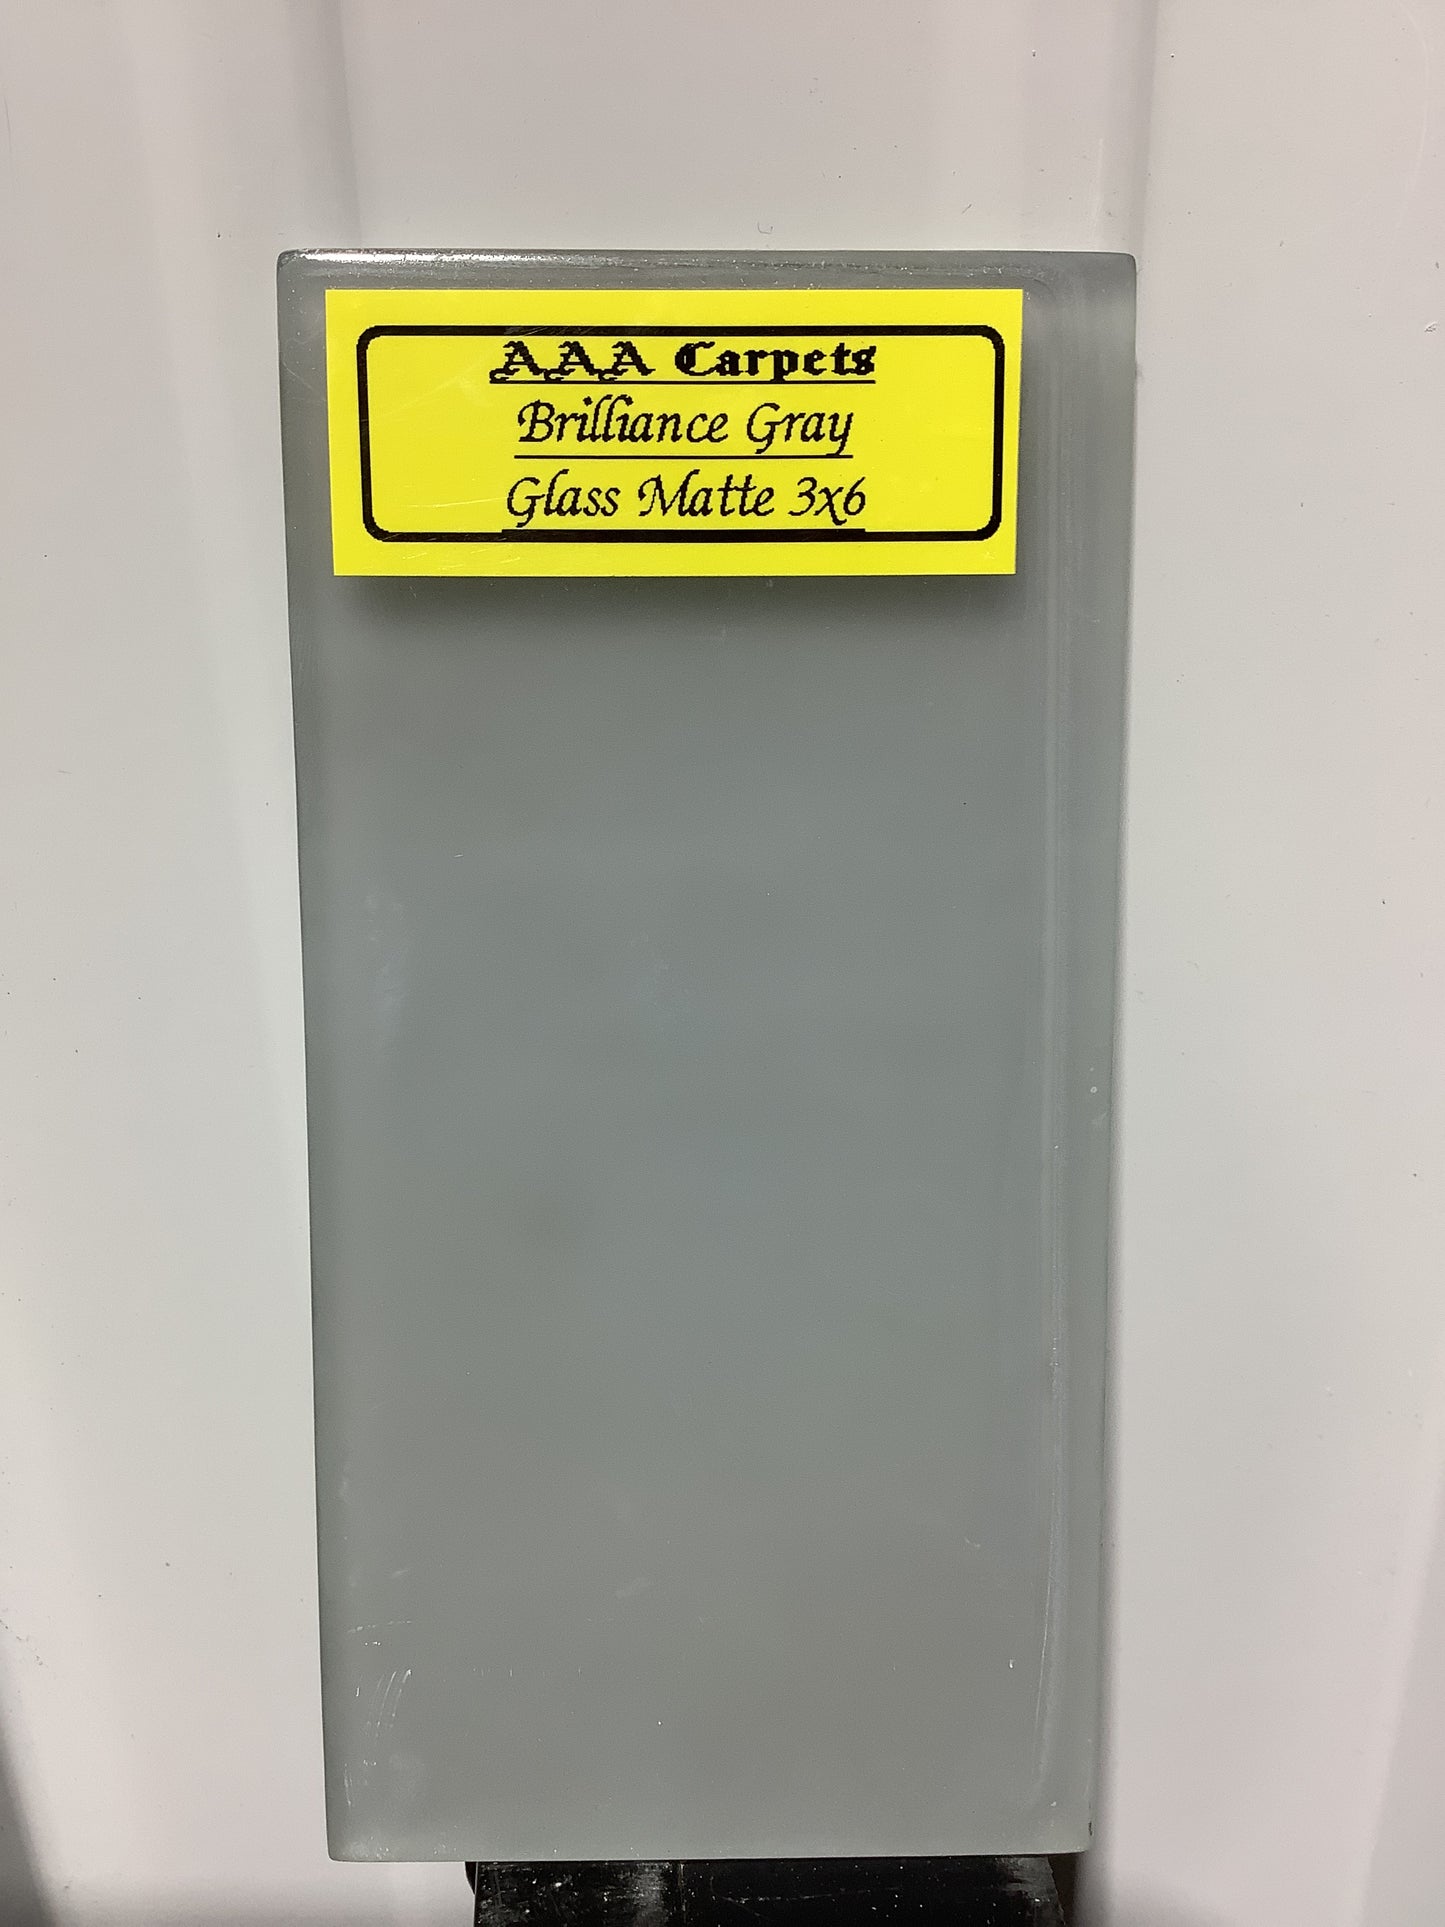 AAA Carpets
Brilliance Gray
Glass Matte 3x6